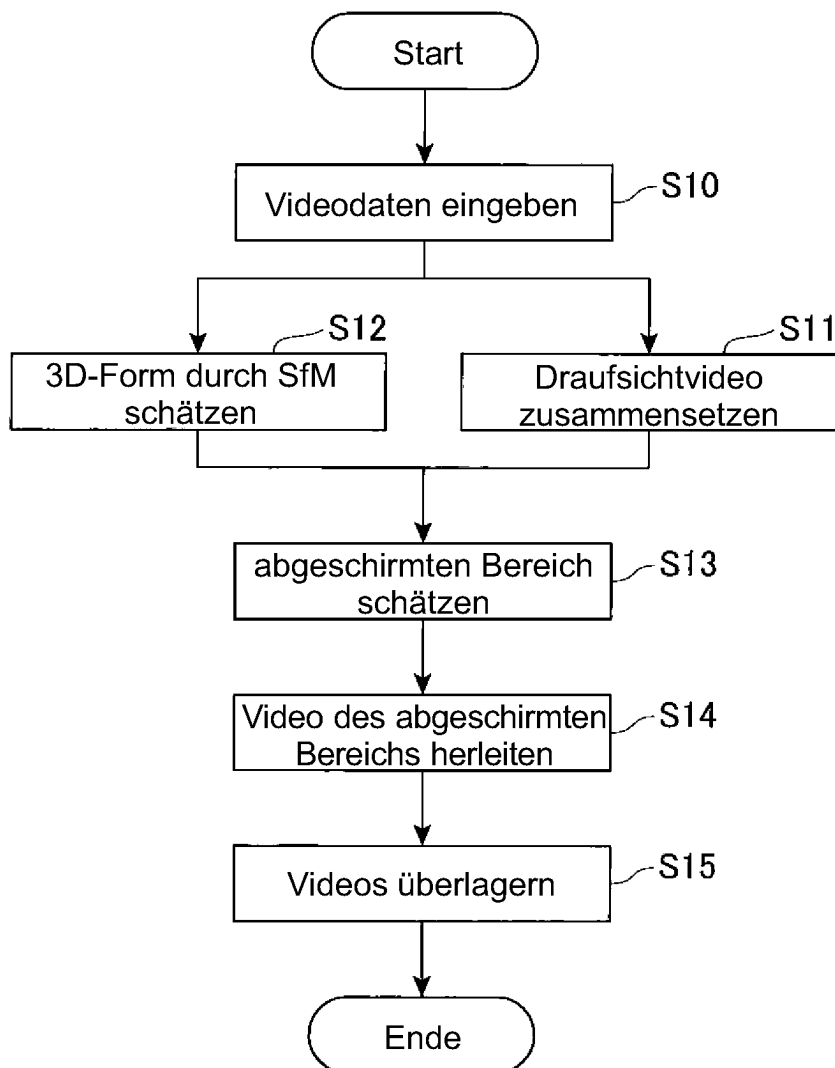 Start
Videodaten eingeben
S10
S12
3D-Form durch SfM
schätzen
S11
Draufsichtvideo
zusammensetzen
abgeschirmten Bereich
schätzen
S13
Video des abgeschirmten
Bereichs herleiten
S14
Videos überlagern
S15
Ende